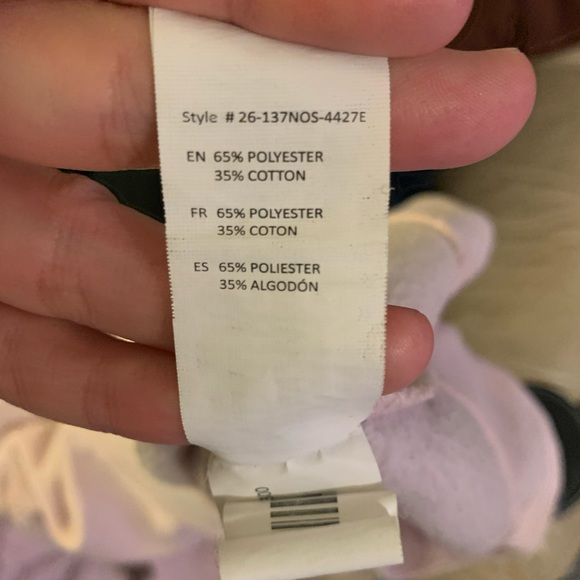 Style # 26-137NOS-4427E
EN 65% POLYESTER
35% COTTON
FR 65% POLYESTER
35% COTON
ES 65% POLIESTER
35% ALGODÓN